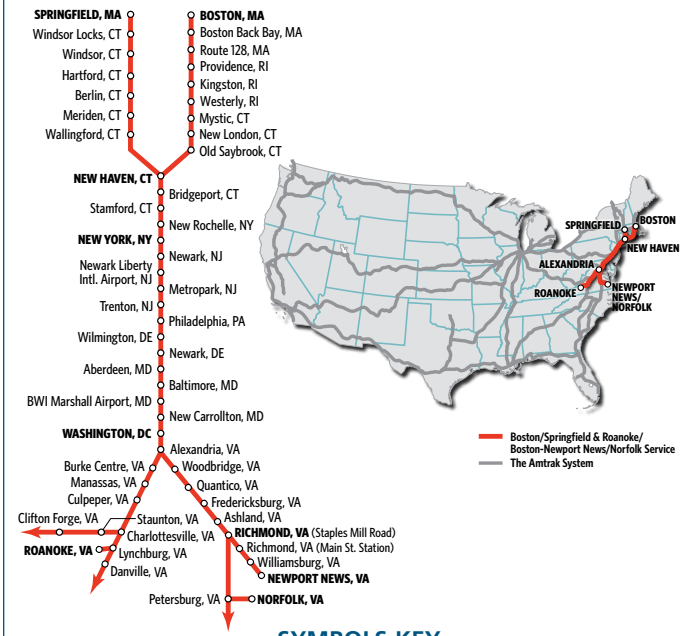 SPRINGFIELD, MA
Windsor Locks, CT
Windsor, CT
Hartford, CT
Berlin, CT
Meriden, CT
Wallingford, CT
BOSTON, MA
Boston Back Bay, MA
Route 128, MA
Providence, RI
Kingston, RI
Westerly, RI
Mystic, CT
New London, CT
Old Saybrook, CT
NEW HAVEN, CT
Bridgeport, CT
Stamford, CT
New Rochelle, NY
NEW YORK, NY
Newark, NJ
Newark Liberty
Intl. Airport, NJ
Metropark, NJ
Trenton, NJ
Philadelphia, PA
Wilmington, DE
Newark, DE
Aberdeen, MD
Baltimore, MD
BWI Marshall Airport, MD
New Carrollton, MD
WASHINGTON, DC
Alexandria, VA
Burke Centre, VA
Manassas, VA
Culpeper, VA
Clifton Forge, VA
Staunton, VA
Charlottesville, VA
ROANOKE, VA
Lynchburg, VA
Danville, VA
Woodbridge, VA
Quantico, VA
Fredericksburg, VA
Ashland, VA
RICHMOND, VA (Staples Mill Road)
Richmond, VA (Main St. Station)
Williamsburg, VA
NEWPORT NEWS, VA
Petersburg, VA
NORFOLK, VA
SPRINGFIELD
BOSTON
NEW HAVEN
ALEXANDRIA
ROANOKE
NEWPORT
NEWS/
NORFOLK
Boston/Springfield & Roanoke/
Boston-Newport News/Norfolk Service
The Amtrak System
SYMBOLS KEY